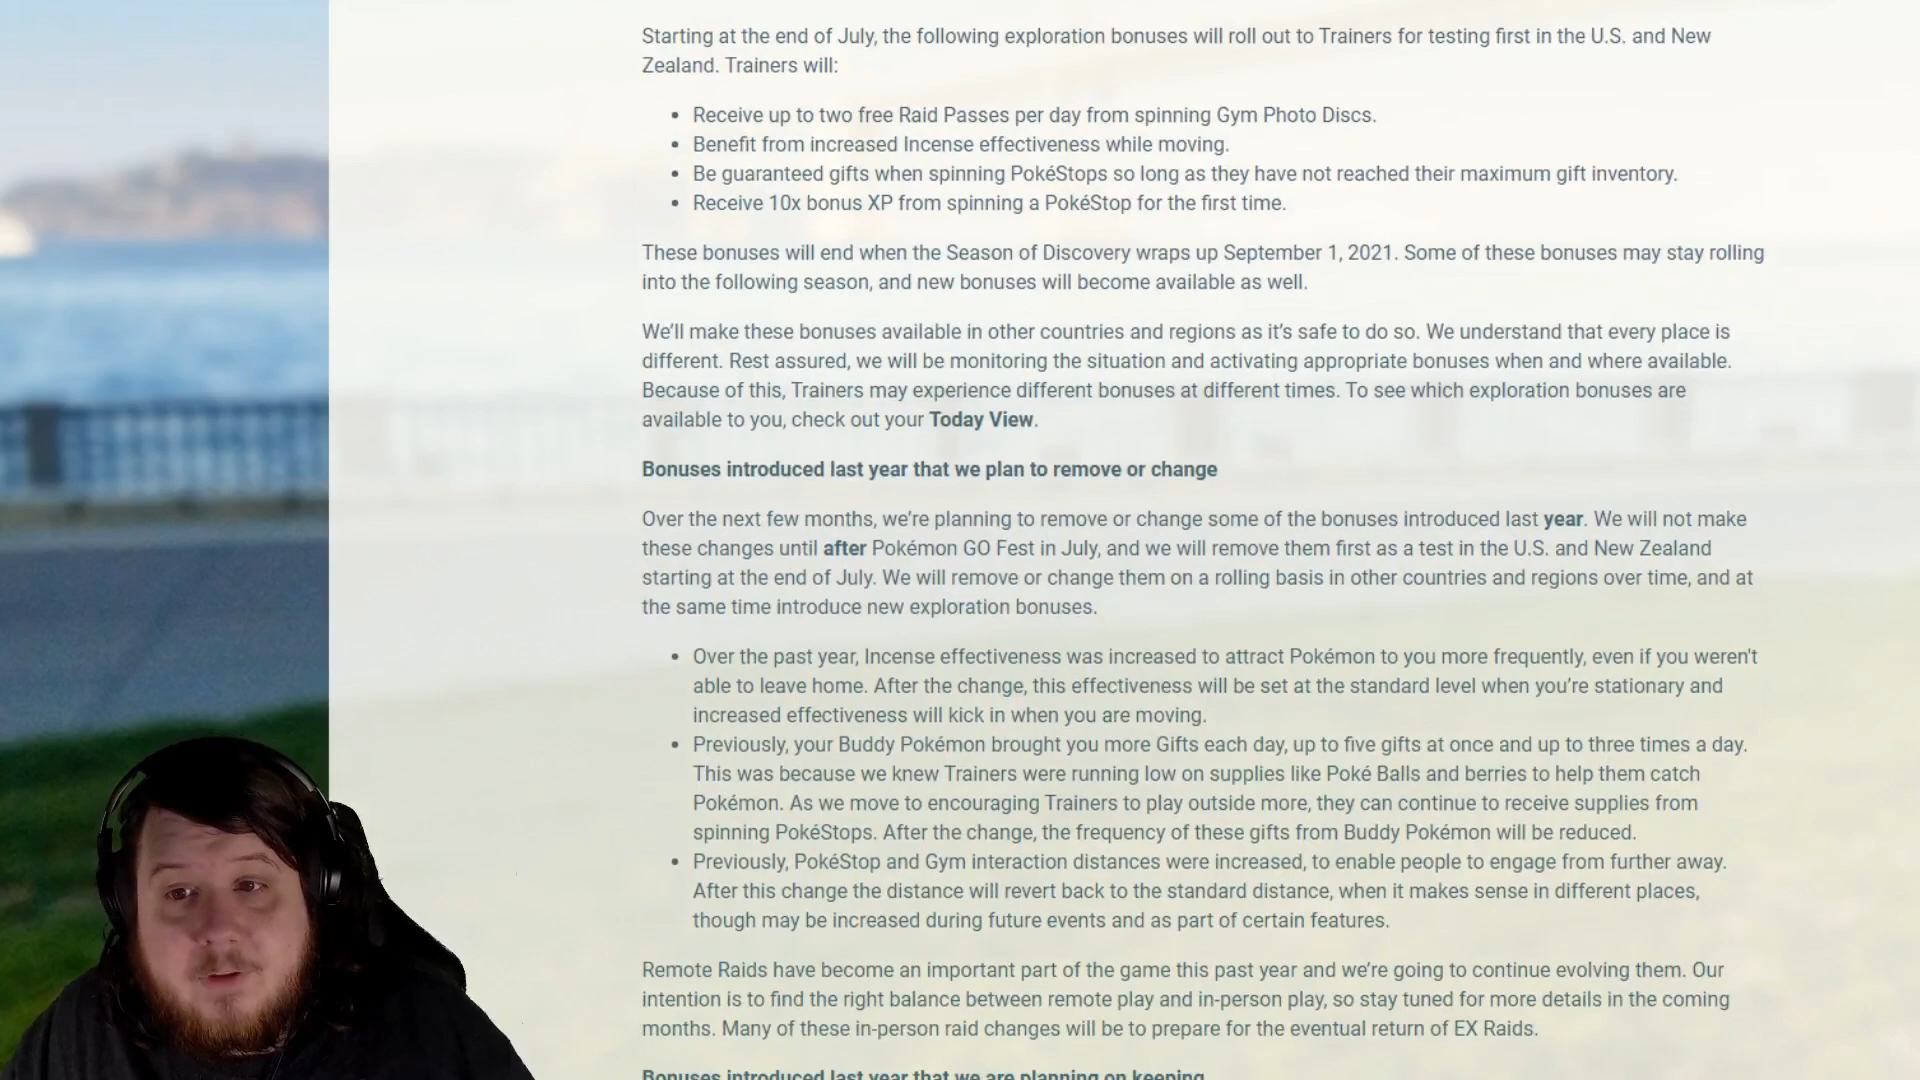 Starting at the end of July, the following exploration bonuses will roll out to Trainers for testing first in the U.S. and New
Zealand. Trainers will:
• Receive up to two free Raid Passes per day from spinning Gym Photo Discs.
• Benefit from increased Incense effectiveness while moving.
• Be guaranteed gifts when spinning PokéStops so long as they have not reached their maximum gift inventory.
• Receive 10x bonus XP from spinning a PokéStop for the first time.
These bonuses will end when the Season of Discovery wraps up September 1, 2021. Some of these bonuses may stay rolling
into the following season, and new bonuses will become available as well.
We’ll make these bonuses available in other countries and regions as it’s safe to do so. We understand that every place is
different. Rest assured, we will be monitoring the situation and activating appropriate bonuses when and where available.
Because of this, Trainers may experience different bonuses at different times. To see which exploration bonuses are
available to you, check out your Today View.
Bonuses introduced last year that we plan to remove or change
Over the next few months, we’re planning to remove or change some of the bonuses introduced last year. We will not make
these changes until after Pokémon GO Fest in July, and we will remove them first as a test in the U.S. and New Zealand
starting at the end of July. We will remove or change them on a rolling basis in other countries and regions over time, and at
the same time introduce new exploration bonuses.
• Over the past year, Incense effectiveness was increased to attract Pokémon to you more frequently, even if you weren't
able to leave home. After the change, this effectiveness will be set at the standard level when you’re stationary and
increased effectiveness will kick in when you are moving.
• Previously, your Buddy Pokémon brought you more Gifts each day, up to five gifts at once and up to three times a day.
This was because we knew Trainers were running low on supplies like Poké Balls and berries to help them catch
Pokémon. As we move to encouraging Trainers to play outside more, they can continue to receive supplies from
spinning PokéStops. After the change, the frequency of these gifts from Buddy Pokémon will be reduced.
• Previously, PokéStop and Gym interaction distances were increased, to enable people to engage from further away.
After this change the distance will revert back to the standard distance, when it makes sense in different places,
though may be increased during future events and as part of certain features.
Remote Raids have become an important part of the game this past year and we’re going to continue evolving them. Our
intention is to find the right balance between remote play and in-person play, so stay tuned for more details in the coming
months. Many of these in-person raid changes will be to prepare for the eventual return of EX Raids.
Bonuses introduced last year that we are planning on keeping